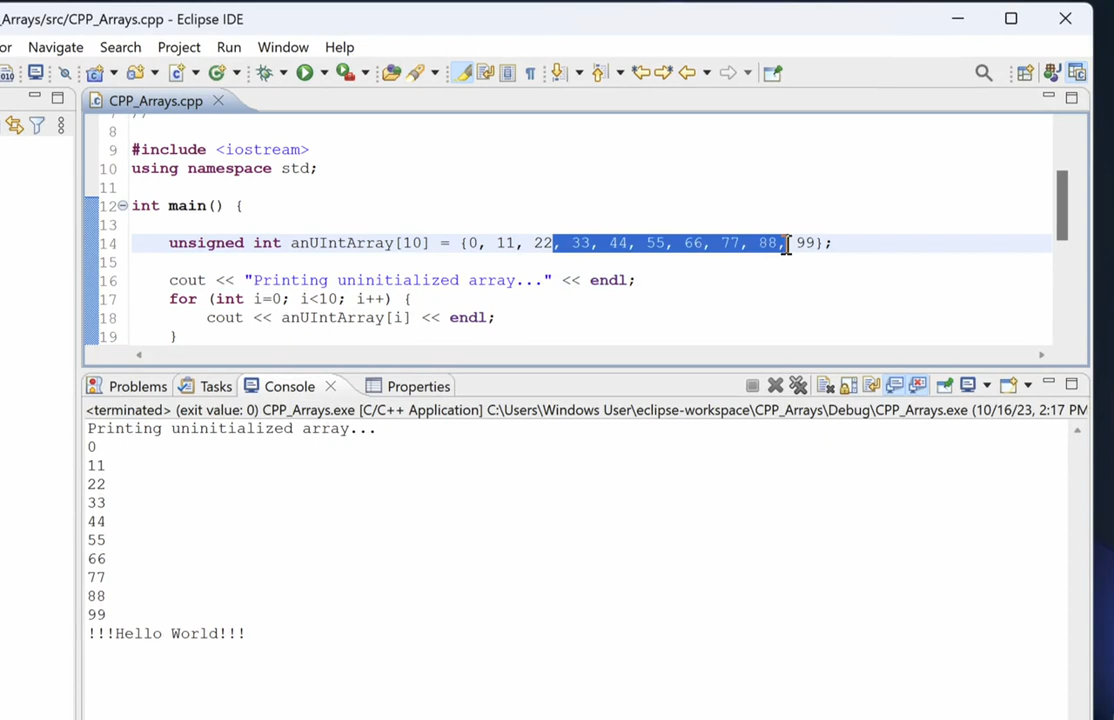 _Arrays/src/CPP_Arrays.cpp - Eclipse IDE
or Navigate Search Project Run Window Help
CPP_Arrays.cpp
8
9 #include <iostream>
10 using namespace std;
11
12 int main() {
13
14 unsigned int anUIntArray[10] = {0, 11, 22, 33, 44, 55, 66, 77, 88, 99};
15
16 cout << "Printing uninitialized array..." << endl;
17 for (int i=0; i<10; i++) {
18 cout << anUIntArray[i] << endl;
19 }
Problems Tasks Console Properties
<terminated> (exit value: 0) CPP_Arrays.exe [C/C++ Application] C:\Users\Windows User\eclipse-workspace\CPP_Arrays\Debug\CPP_Arrays.exe (10/16/23, 2:17 PM
Printing uninitialized array...
0
11
22
33
44
55
66
77
88
99
!!!Hello World!!!